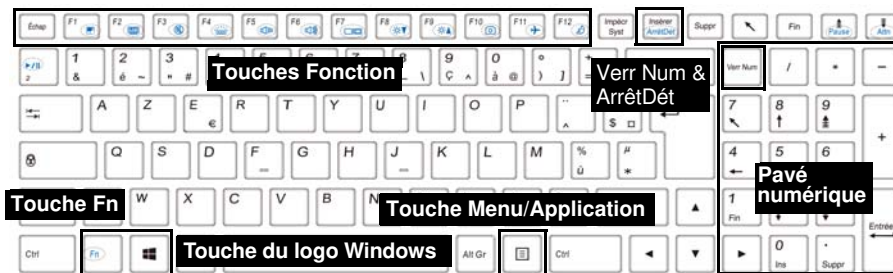 Échap F1 F2 F3 F4 F5 F6 F7 F8 F9 F10 F11 F12 Impécr Syst Insérer ArrêtDéf Suppr Fin Pause Attn
2 1 & 2 é ~ 3 " # \ 9 Ç ^ 0 à @ ° ) ] + Verr Num / * -
Touches Fonction
Verr Num &
ArrêtDét
A Z E € R T Y U I O P ¨ ^ $ ¤ 7 8 9 +
Q S D F G H J K L M % ù µ * 4 5 6
Pavé
numérique
Touche Fn
W X C V B N
Touche Menu/Application
1 Fin Entrée
Ctrl Fn
Touche du logo Windows
Alt Gr Ctrl 0 Ins . Suppr